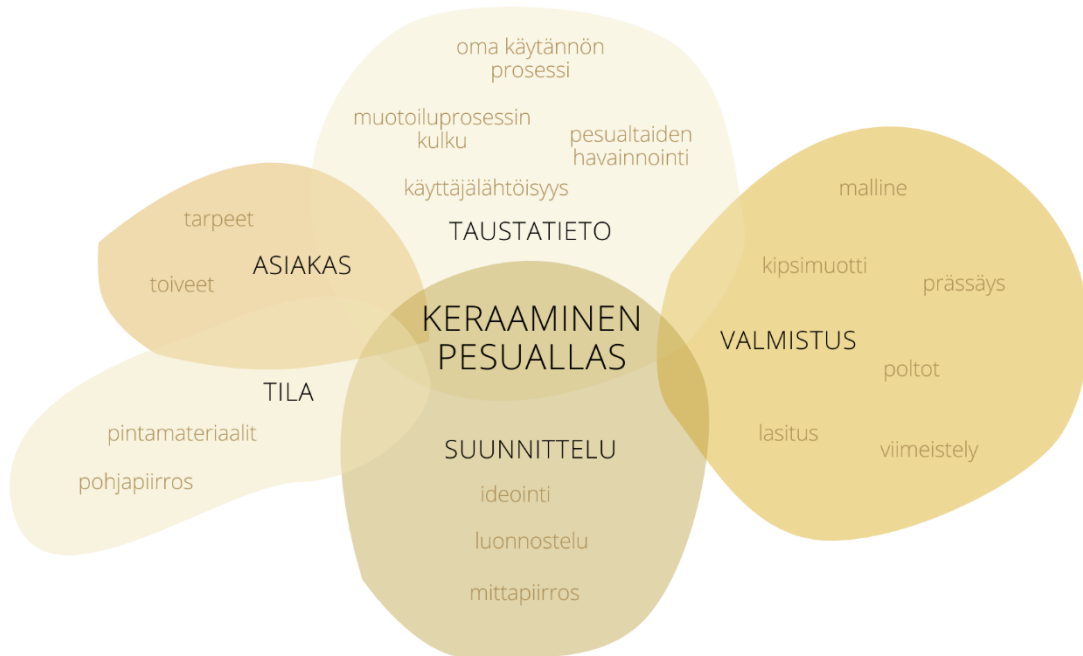 oma käytännön
prosessi
muotoiluprosessin
kulku
pesualtaiden
havainnointi
käyttäjälähtöisyys
TAUSTATIETO
tarpeet
toiveet
ASIAKAS
KERAAMINEN
PESUALLAS
malline
kipsimuotti
prässäys
VALMISTUS
poltot
lasitus
viimeistely
TILA
pintamateriaalit
pohjapiirros
SUUNNITTELU
ideointi
luonnostelu
mittapiirros